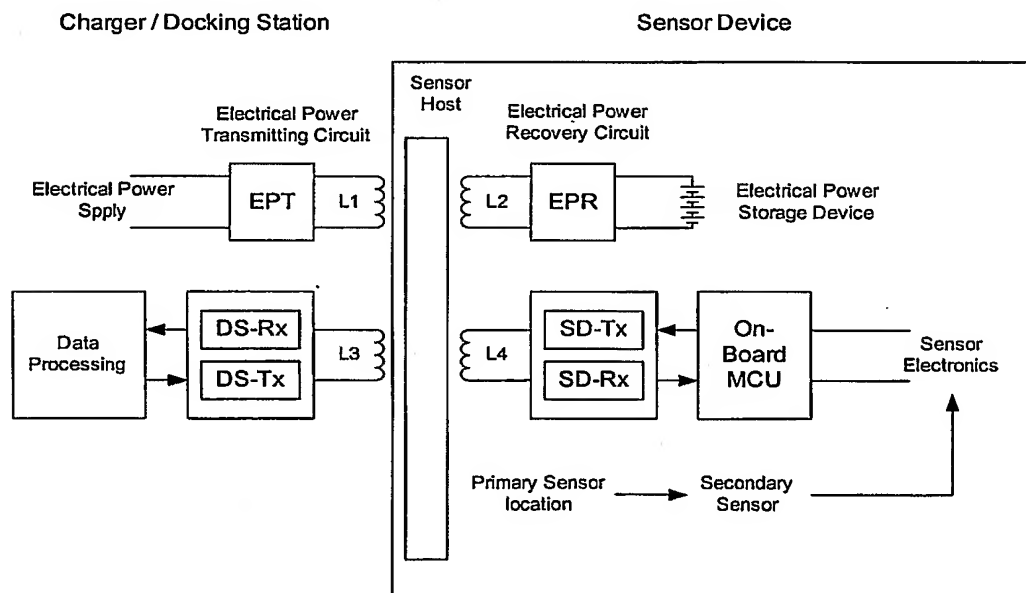 Charger / Docking Station
Sensor Device
Sensor
Host
Electrical Power
Transmitting Circuit
Electrical Power
Recovery Circuit
Electrical Power
Spply
EPT
L1
L2
EPR
Electrical Power
Storage Device
Data
Processing
DS-Rx
DS-Tx
L3
L4
SD-Tx
SD-Rx
On-
Board
MCU
Sensor
Electronics
Primary Sensor
location
Secondary
Sensor